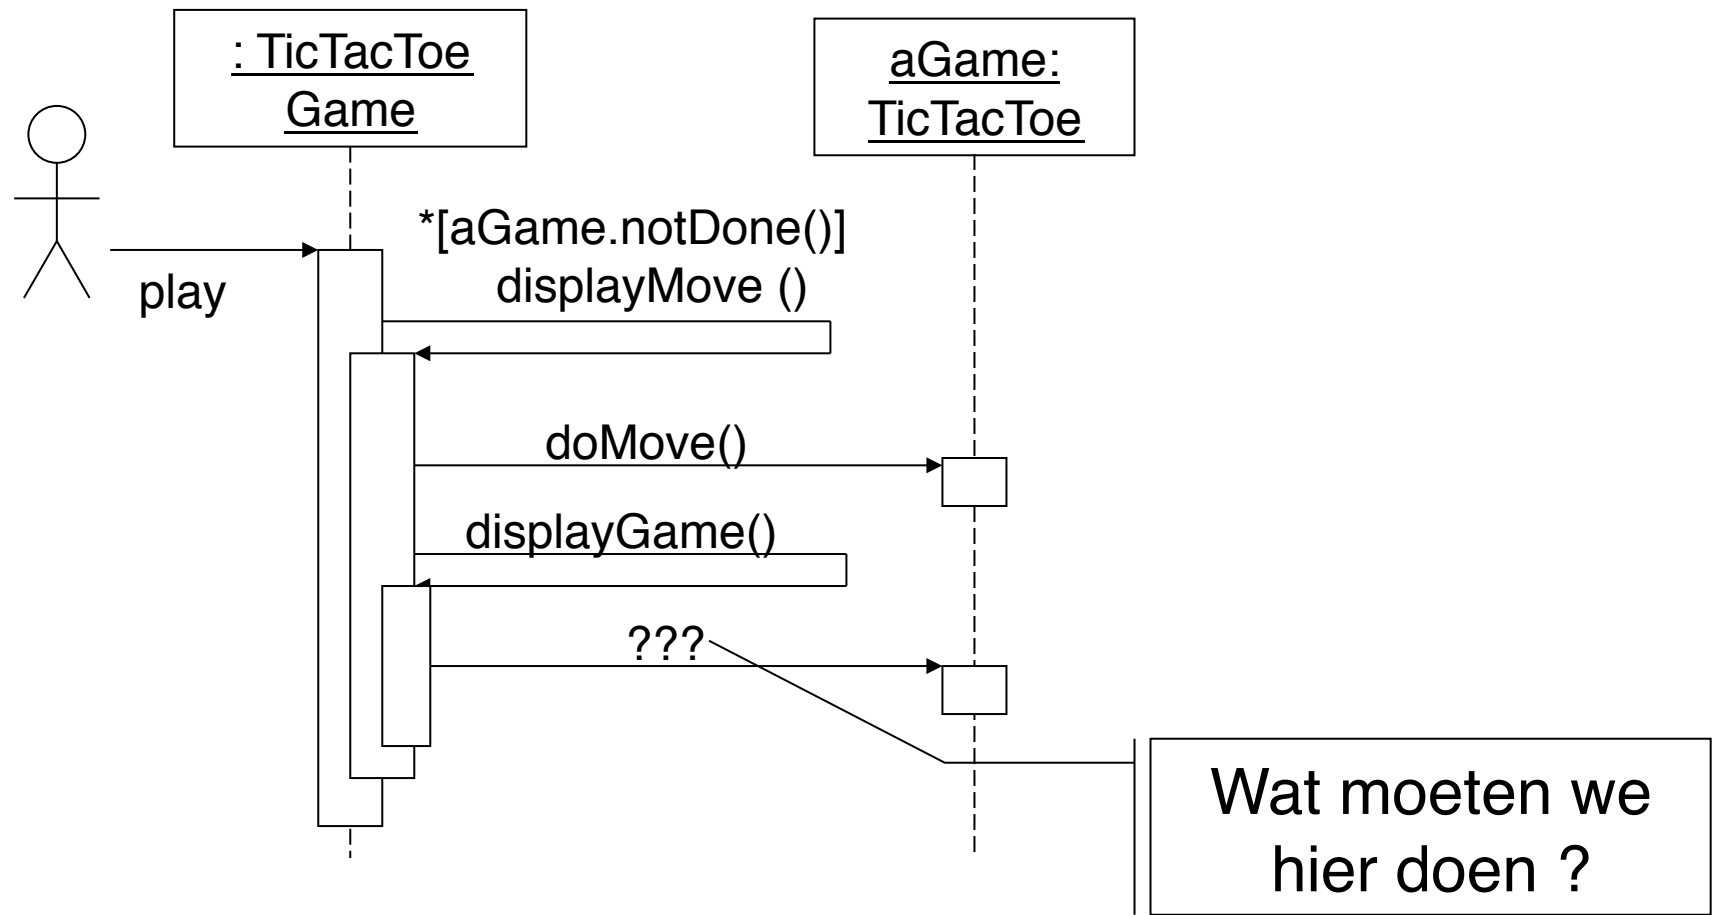 : TicTacToe
Game
aGame:
TicTacToe
*[aGame.notDone()]
displayMove ()
play
doMove()
displayGame()
???
Wat moeten we
hier doen ?